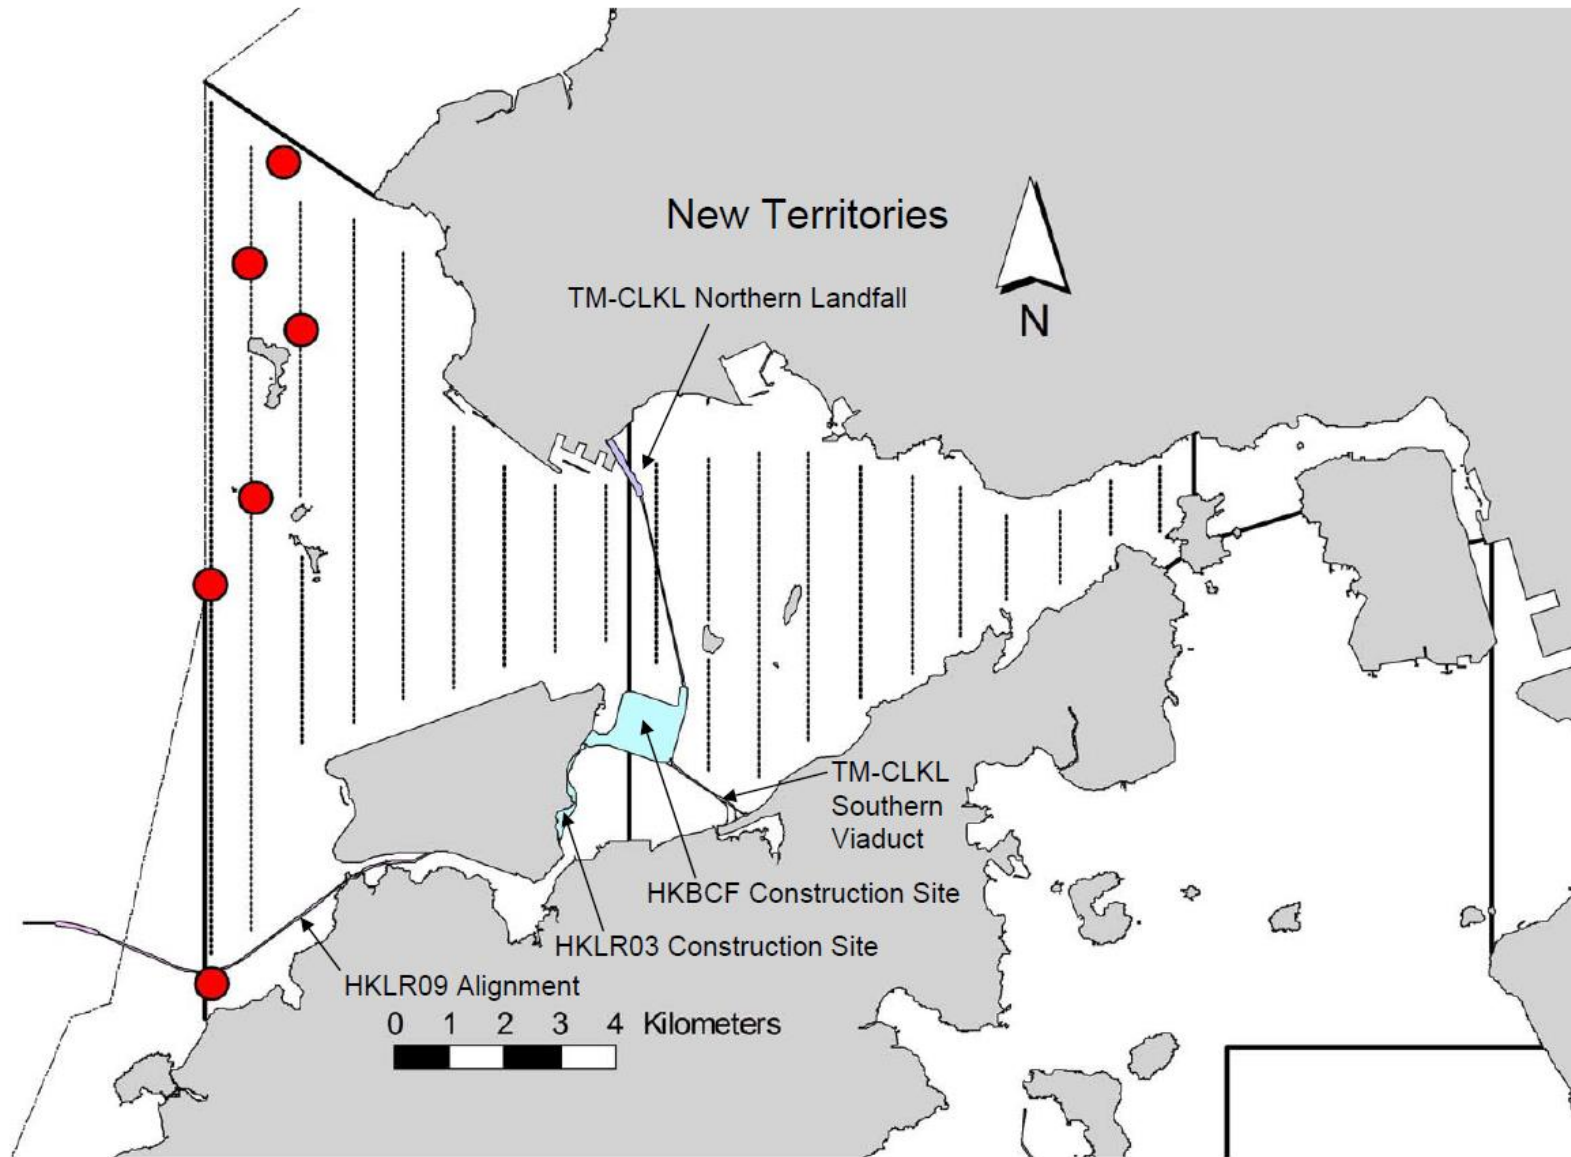 New Territories
N
TM-CLKL Northern Landfall
TM-CLKL
Southern
Viaduct
HKBCF Construction Site
HKLR03 Construction Site
HKLR09 Alignment
0 1 2 3 4 Kilometers